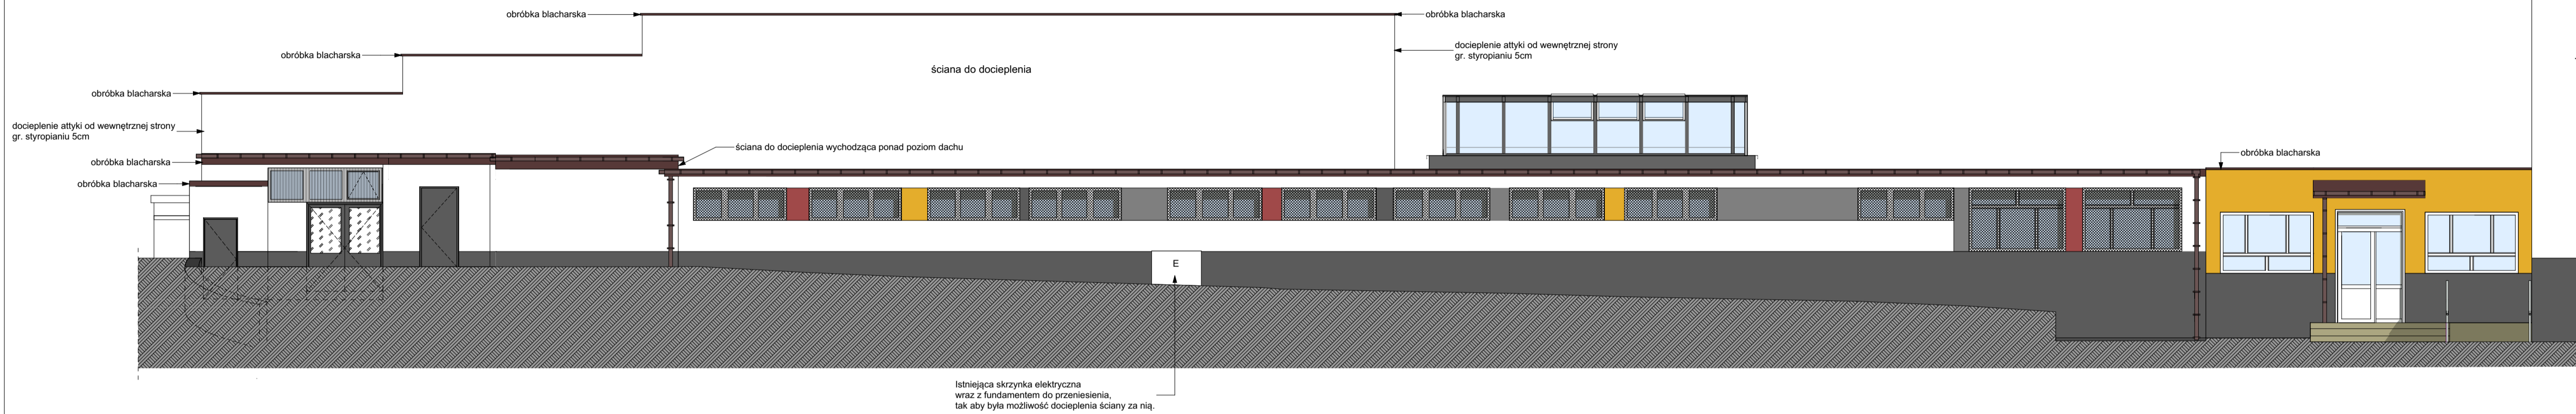 obróbka blacharska
obróbka blacharska
obróbka blacharska
docieplenie attyki od wewnętrznej strony
gr. styropianu 5cm
obróbka blacharska
ściana do docieplenia
obróbka blacharska
docieplenie attyki od wewnętrznej strony
gr. styropianu 5cm
obróbka blacharska
ściana do docieplenia wychodząca ponad poziom dachu
obróbka blacharska
obróbka blacharska
E
Istniejąca skrzynka elektryczna
wraz z fundamentem do przeniesienia,
tak aby była możliwość docieplenia ściany za nią.